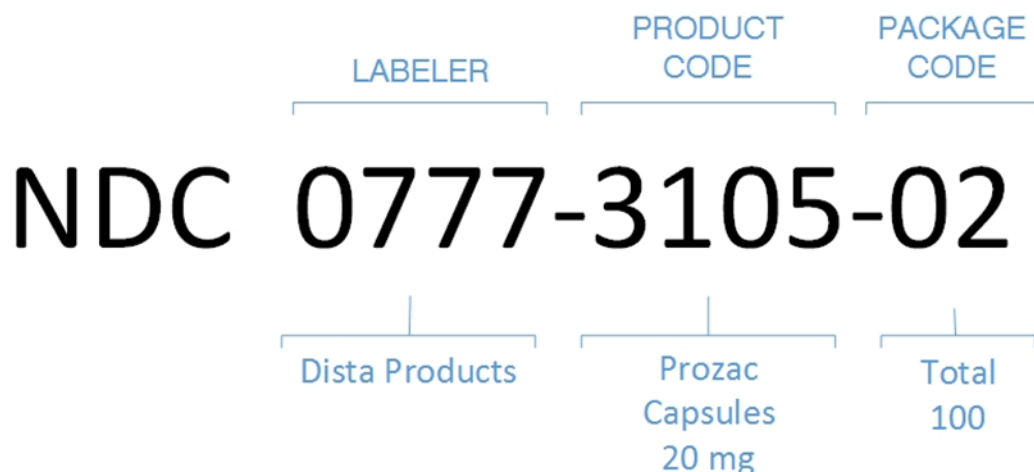 LABELER
PRODUCT
CODE
PACKAGE
CODE
NDC 0777-3105-02
Dista Products
Prozac
Capsules
20 mg
Total
100